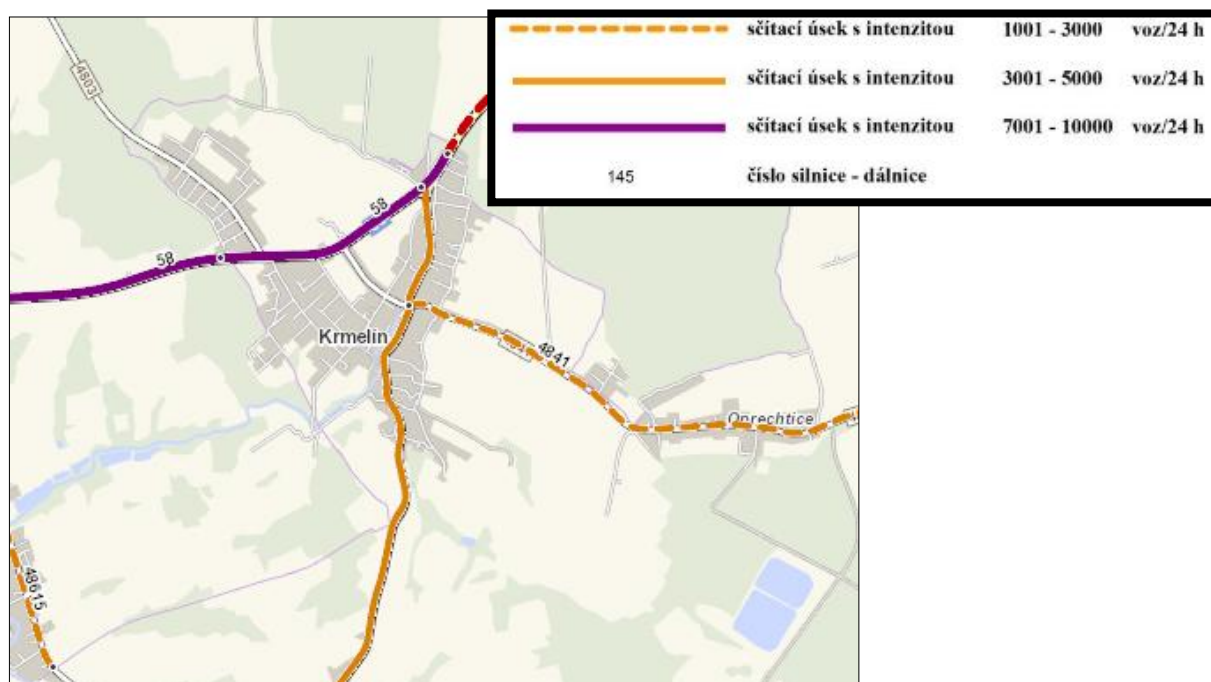 sčítací úsek s intenzitou 1001 - 3000 voz/24 h
sčítací úsek s intenzitou 3001 - 5000 voz/24 h
sčítací úsek s intenzitou 7001 - 10000 voz/24 h
145 číslo silnice - dálnice
4803
58
58
Krmelín
4841
Oprechtice
48615